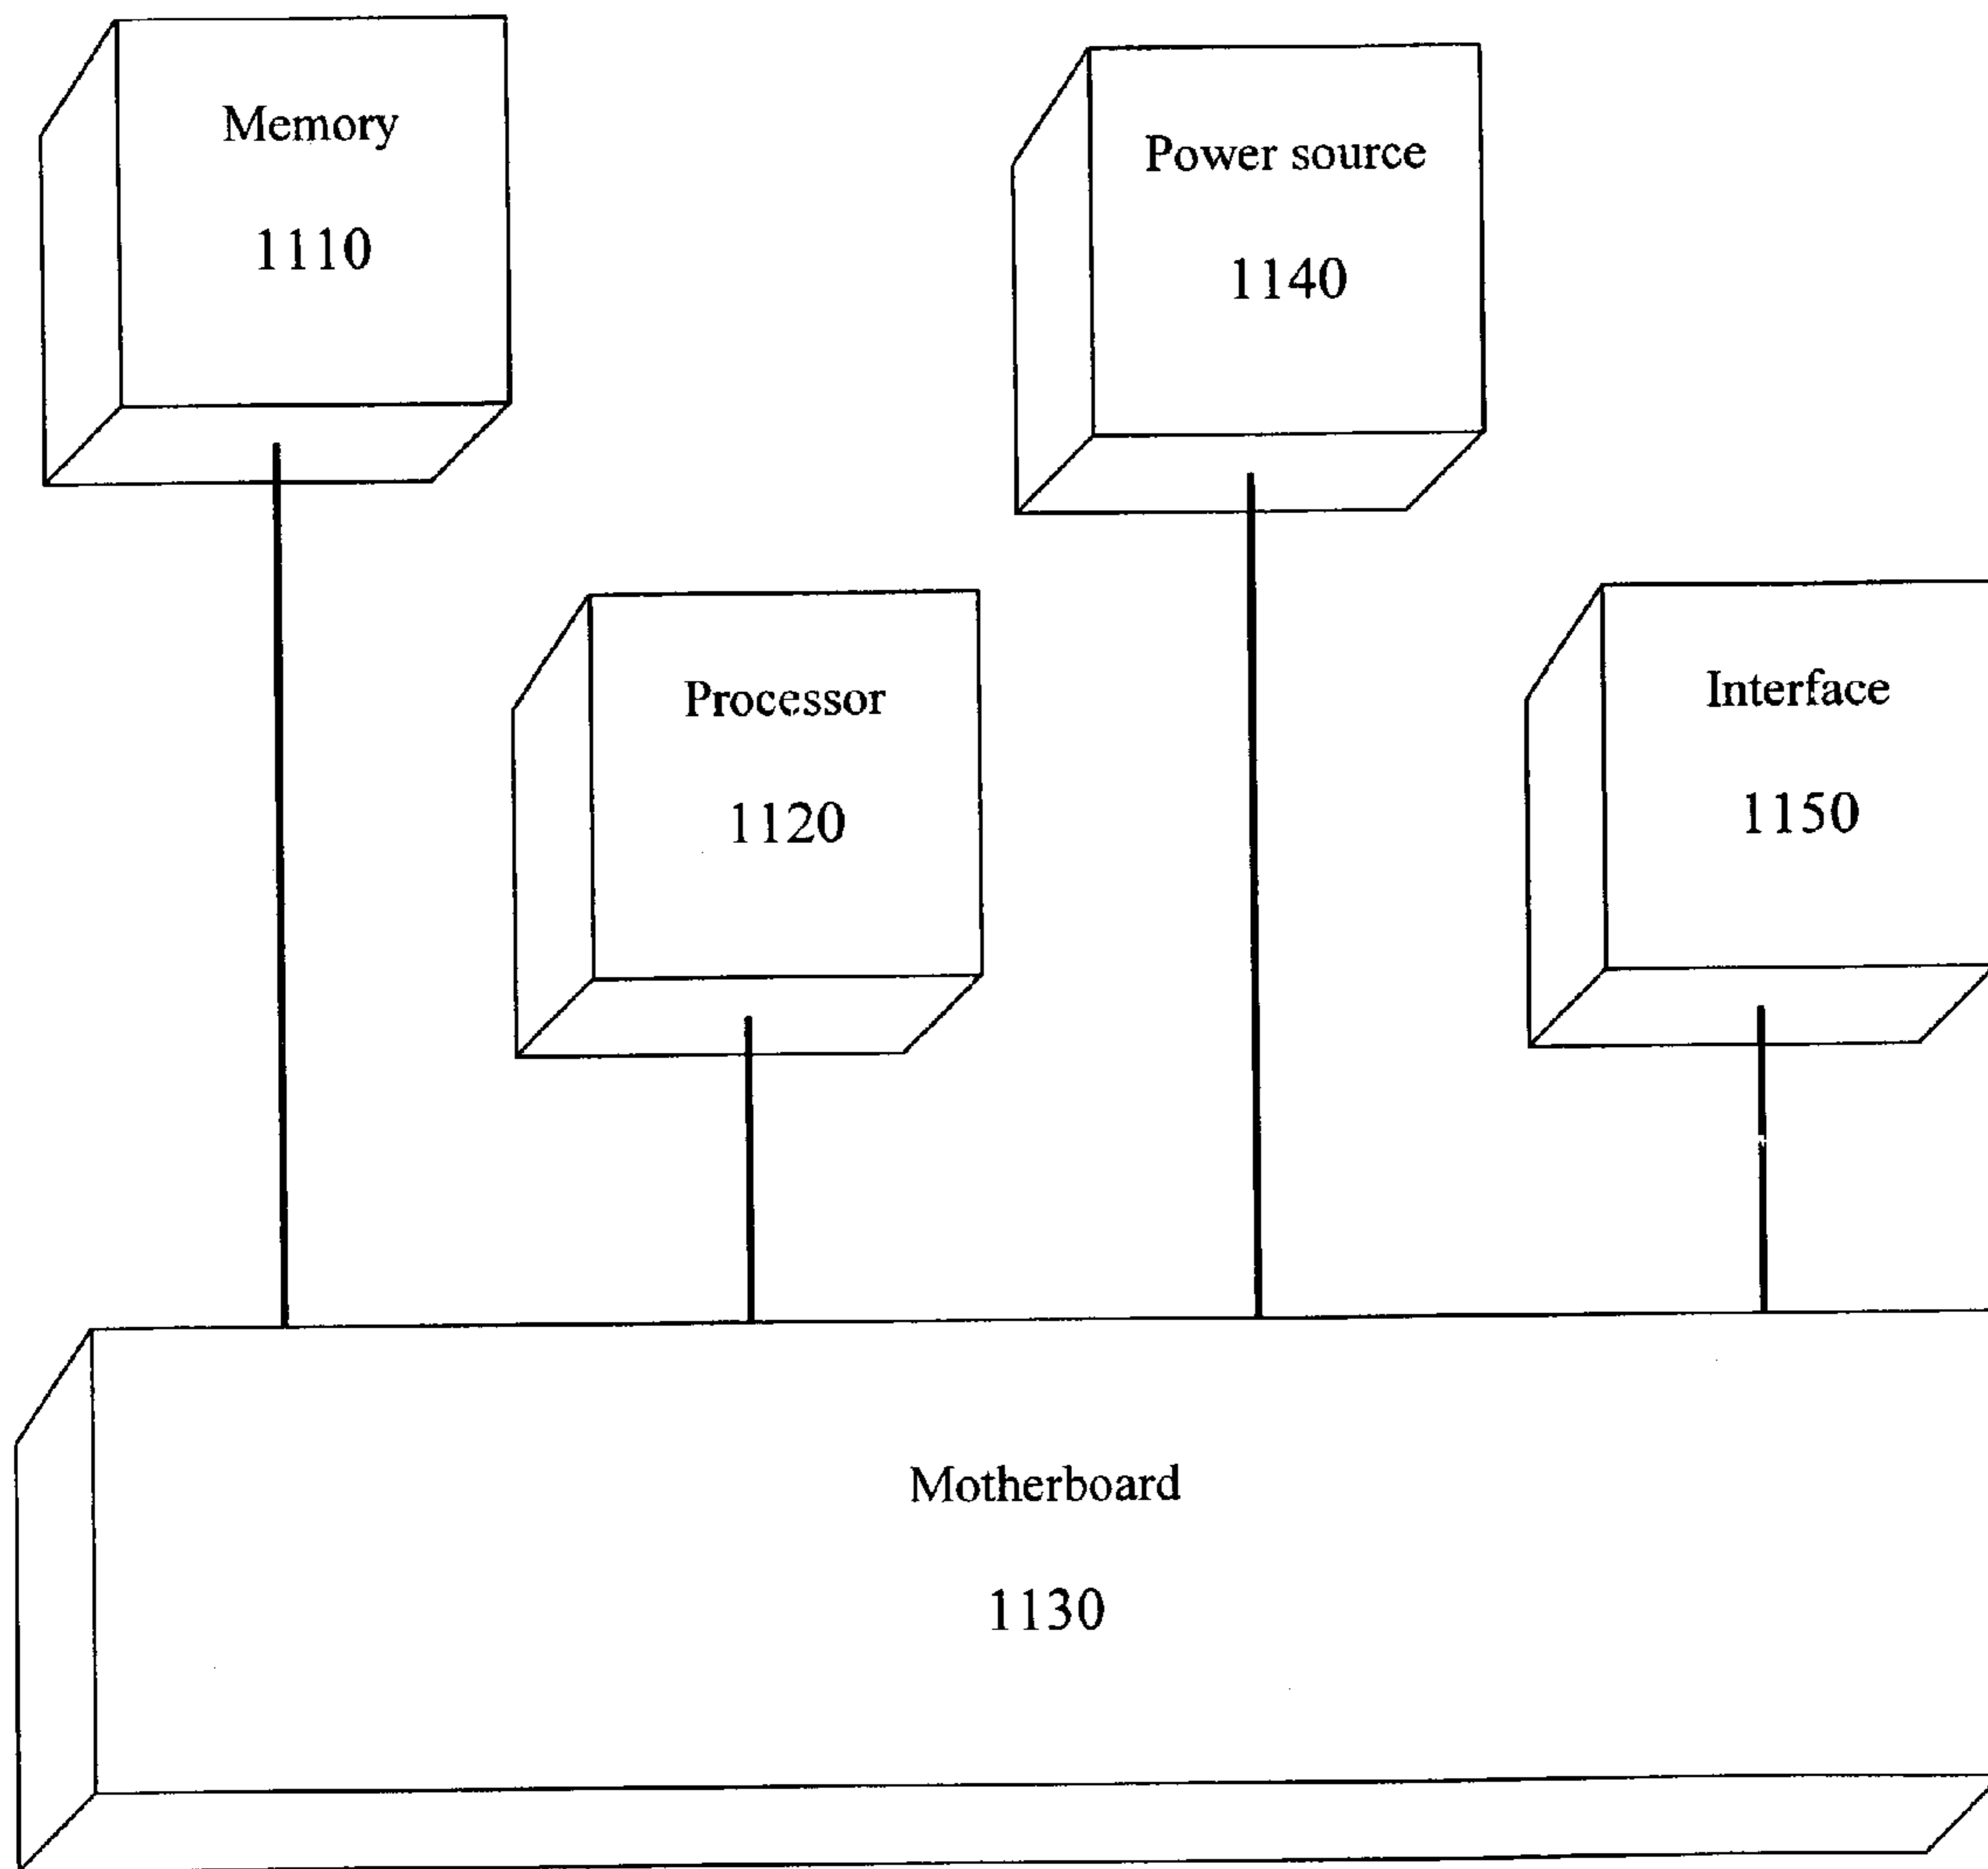 Memory
1110
Power source
1140
Processor
1120
Interface
1150
Motherboard
1130